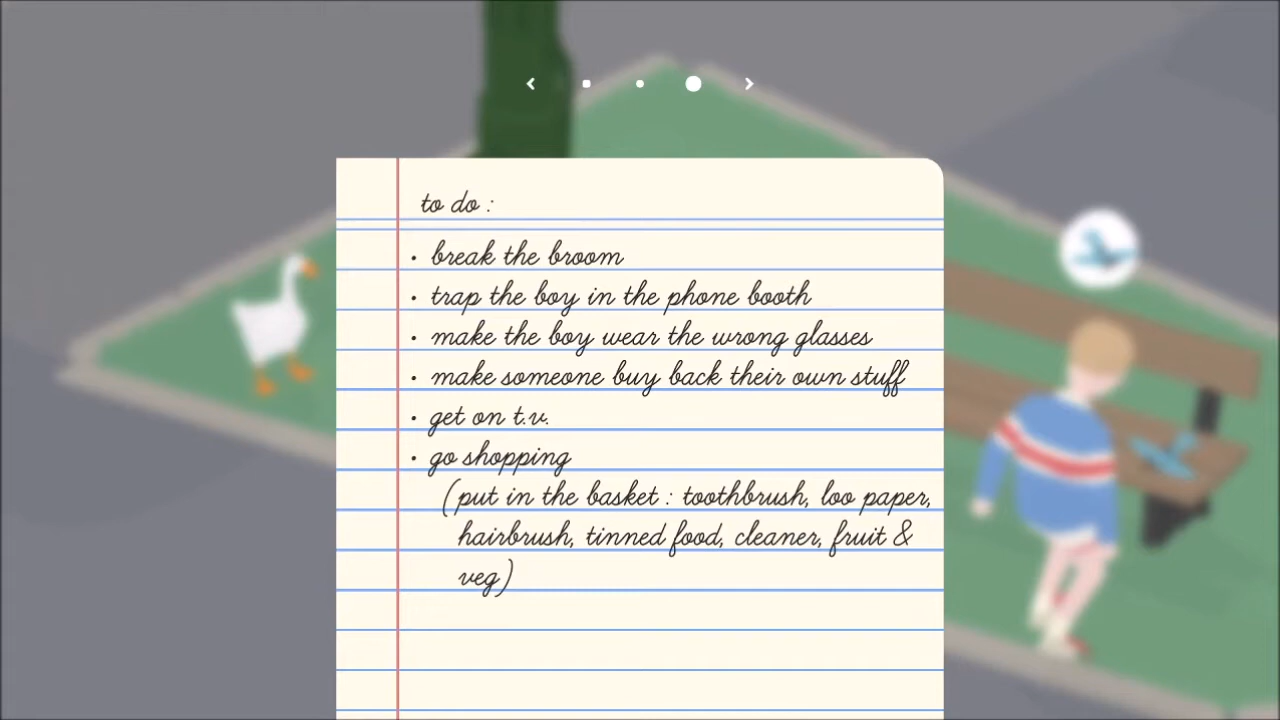 to do :
• break the broom
• trap the boy in the phone booth
• make the boy wear the wrong glasses
• make someone buy back their own stuff
• get on t.v.
• go shopping
(put in the basket : toothbrush, loo paper,
hairbrush, tinned food, cleaner, fruit &
veg)